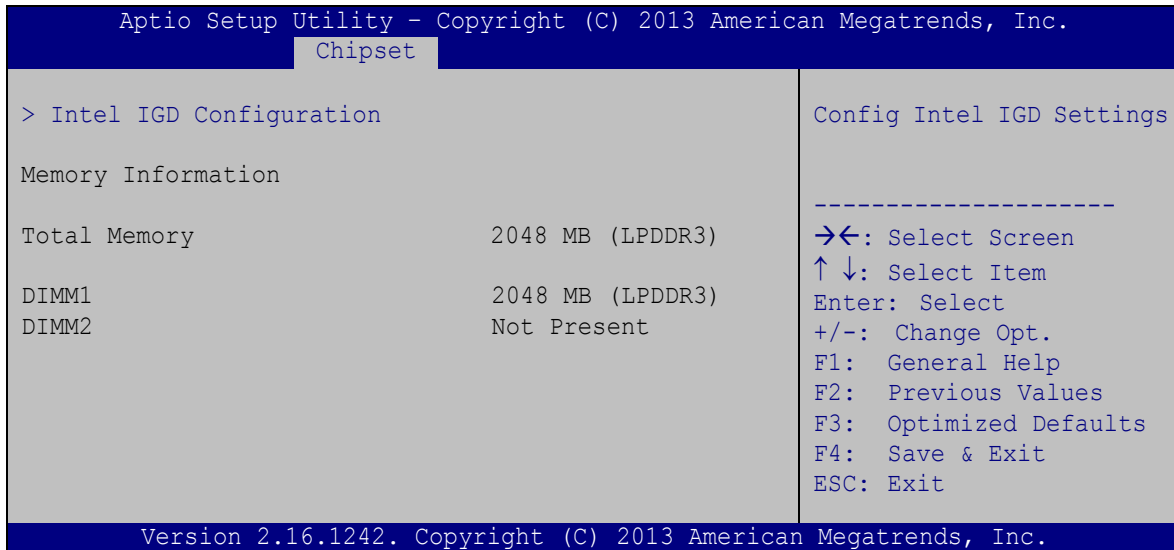 Aptio Setup Utility – Copyright (C) 2013 American Megatrends, Inc.
Chipset
> Intel IGD Configuration
Memory Information
Total Memory 2048 MB (LPDDR3)
DIMM1 2048 MB (LPDDR3)
DIMM2 Not Present
Config Intel IGD Settings
---------------------
→←: Select Screen
↑ ↓: Select Item
Enter: Select
+/-: Change Opt.
F1: General Help
F2: Previous Values
F3: Optimized Defaults
F4: Save & Exit
ESC: Exit
Version 2.16.1242. Copyright (C) 2013 American Megatrends, Inc.